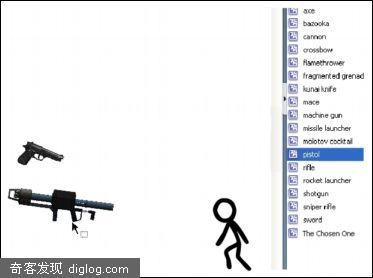 axe
bazooka
cannon
crossbow
flamethrower
fragmented grenad
kunai knife
mace
machine gun
missile launcher
molotov cocktail
pistol
rifle
rocket launcher
shotgun
sniper rifle
sword
The Chosen One
奇客发现 diglog.com